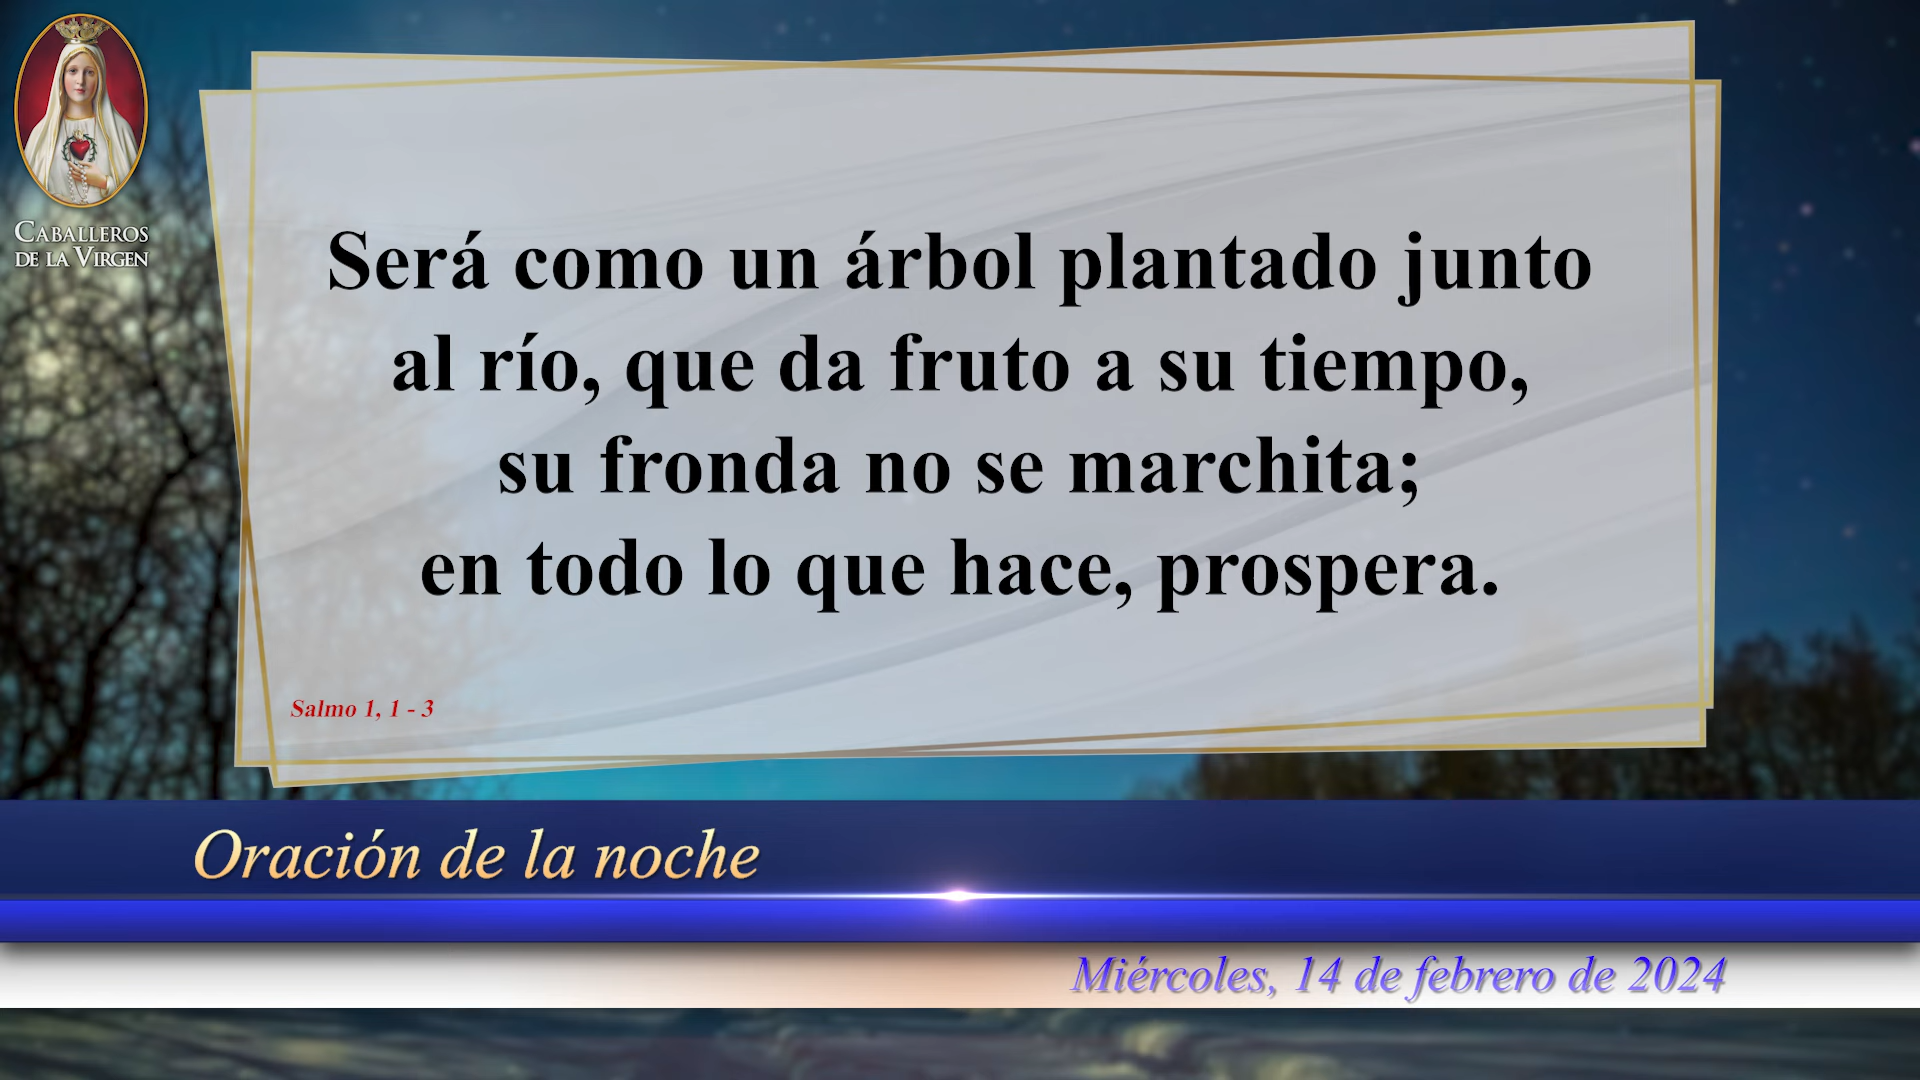 CABALLEROS
DE LA VIRGEN
Será como un árbol plantado junto
al río, que da fruto a su tiempo,
su fronda no se marchita;
en todo lo que hace, prospera.
Salmo 1, 1 - 3
Oración de la noche
Miércoles, 14 de febrero de 2024